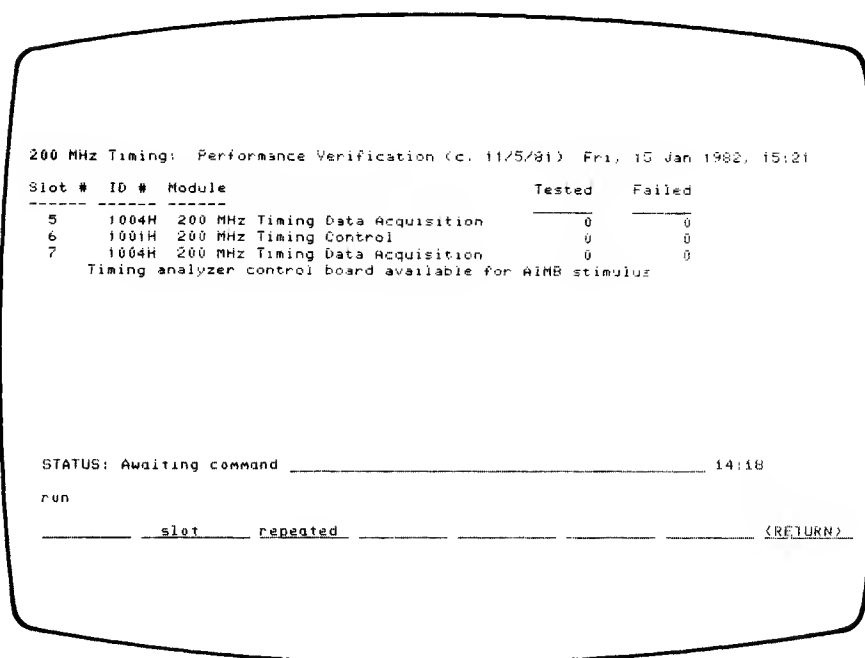 200 MHz Timing: Performance Verification (c. 11/5/81) Fri, 15 Jan 1982, 15:21
Slot # ID # Module Tested Failed
------ ------ ------
5 1004H 200 MHz Timing Data Acquisition 0 0
6 1001H 200 MHz Timing Control 0 0
7 1004H 200 MHz Timing Data Acquisition 0 0
Timing analyzer control board available for AIMB stimulus
STATUS: Awaiting command 14:18
run
slot repeated (RETURN)